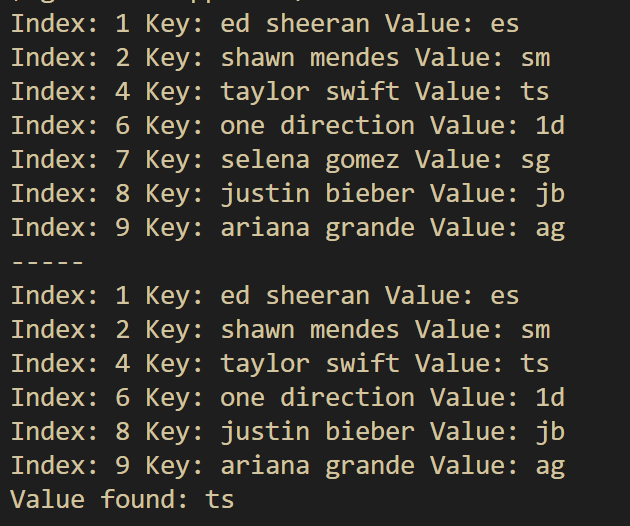 Index: 1 Key: ed sheeran Value: es
Index: 2 Key: shawn mendes Value: sm
Index: 4 Key: taylor swift Value: ts
Index: 6 Key: one direction Value: 1d
Index: 7 Key: selena gomez Value: sg
Index: 8 Key: justin bieber Value: jb
Index: 9 Key: ariana grande Value: ag
-----
Index: 1 Key: ed sheeran Value: es
Index: 2 Key: shawn mendes Value: sm
Index: 4 Key: taylor swift Value: ts
Index: 6 Key: one direction Value: 1d
Index: 8 Key: justin bieber Value: jb
Index: 9 Key: ariana grande Value: ag
Value found: ts